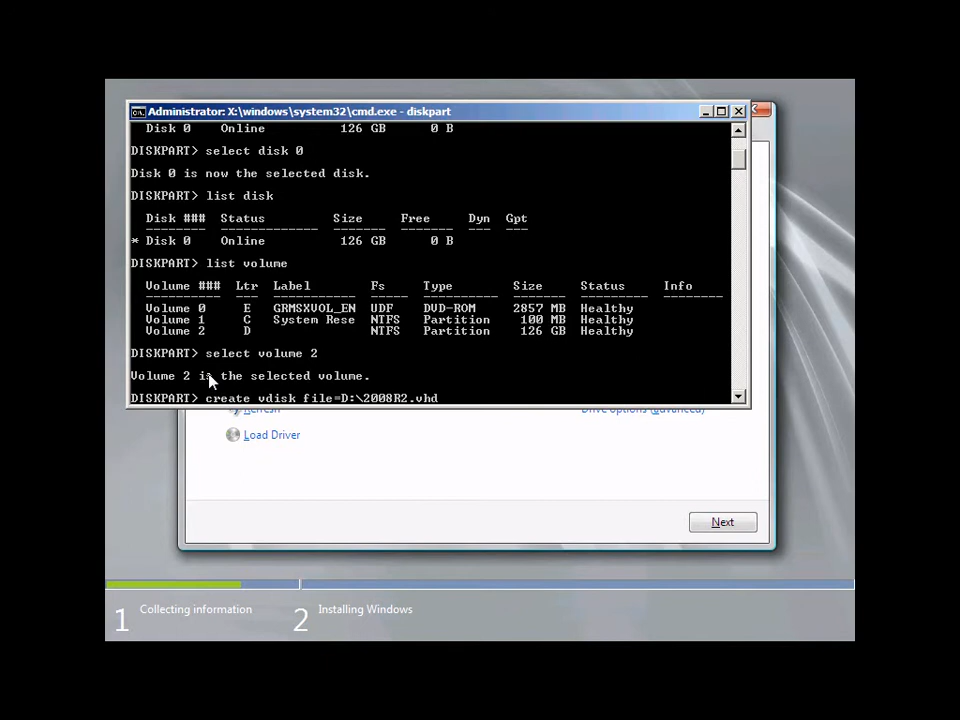 Administrator: X:\windows\system32\cmd.exe - diskpart
Disk 0 Online 126 GB 0 B
DISKPART> select disk 0
Disk 0 is now the selected disk.
DISKPART> list disk
Disk ### Status Size Free Dyn Gpt
-------- ------------- ------- ------- --- ---
* Disk 0 Online 126 GB 0 B
DISKPART> list volume
Volume ### Ltr Label Fs Type Size Status Info
---------- --- ----------- ----- ---------- ------- --------- --------
Volume 0 E GRMSXVOL_EN UDF DVD-ROM 2857 MB Healthy
Volume 1 C System Rese NTFS Partition 100 MB Healthy
Volume 2 D NTFS Partition 126 GB Healthy
DISKPART> select volume 2
Volume 2 is the selected volume.
DISKPART> create vdisk file=D:\2008R2.vhd
Refresh Drive options (advanced)
Load Driver
Next
1 Collecting information 2 Installing Windows